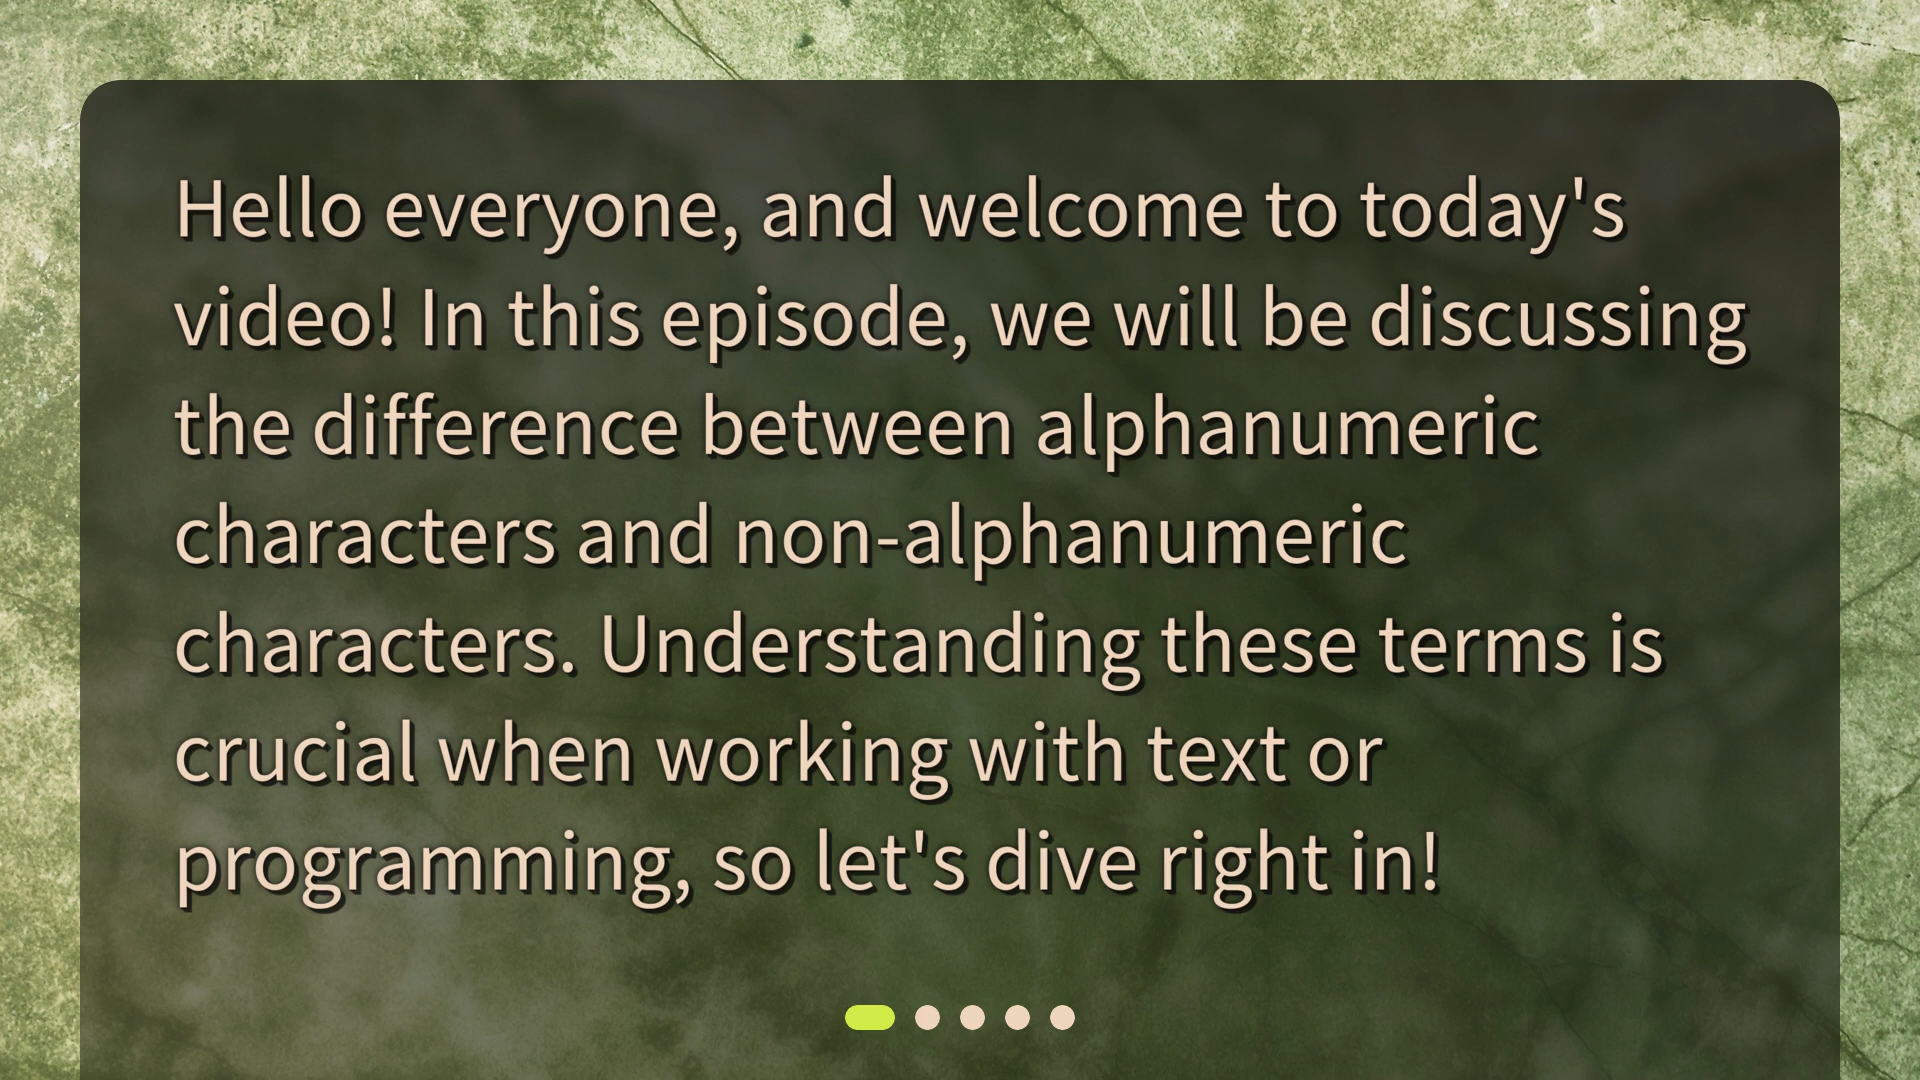 Hello everyone, and welcome to today's
video! In this episode, we will be discussing
the difference between alphanumeric
characters and non-alphanumeric
characters. Understanding these terms is
crucial when working with text or
programming, so let's dive right in!